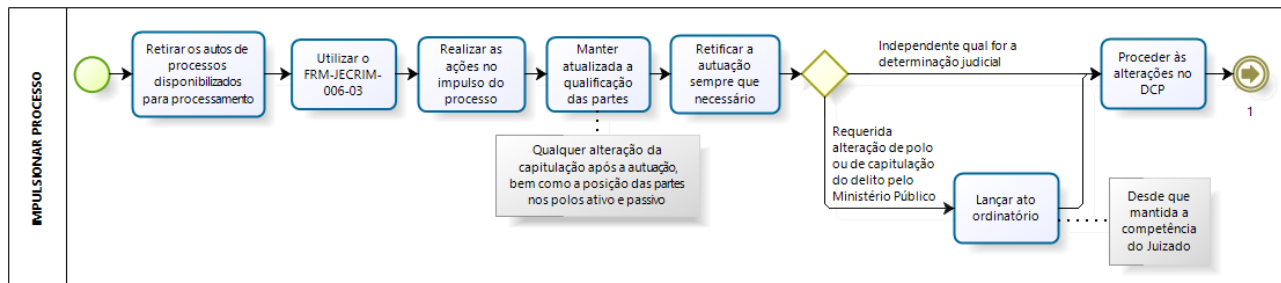 IMPULSIONAR PROCESSO
Retirar os autos de
processos
disponibilizados
para processamento
Utilizar o
FRM-JECRIM-
006-03
Realizar as
ações no
impulso do
processo
Manter
atualizada a
qualificação
das partes
Retificar a
autuação
sempre que
necessário
Qualquer alteração da
capitulação após a autuação,
bem como a posição das partes
nos polos ativo e passivo
Independente qual for a
determinação judicial
Requerida
alteração de polo
ou de capitulação
do delito pelo
Ministério Público
Lançar ato
ordinatório
Desde que
mantida a
competência
do Juizado
Proceder às
alterações no
DCP
1